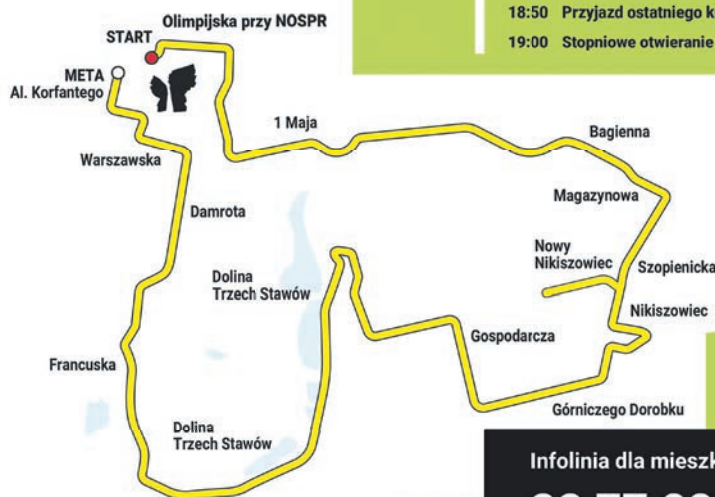 18:50 Przyjazd ostatniego
19:00 Stopniowe otwieranie
Olimpijska przy NOSPR
START
META
Al. Korfantego
1 Maja
Bagienna
Warszawska
Magazynowa
Damrota
Nowy
Nikiszowiec
Szopienicka
Dolina
Trzech Stawów
Nikiszowiec
Gospodarcza
Francuska
Górniczego Dorobku
Dolina
Trzech Stawów
Infolinia dla